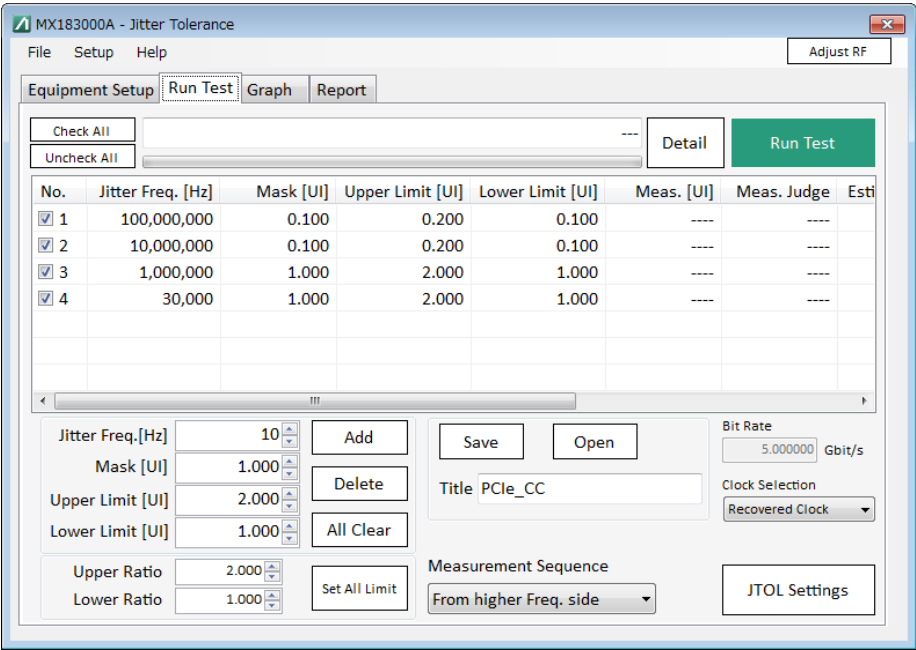 MX183000A - Jitter Tolerance
File Setup Help
Adjust RF
Equipment Setup Run Test Graph Report
Check All
Uncheck All
---
Detail
Run Test
No. Jitter Freq. [Hz] Mask [UI] Upper Limit [UI] Lower Limit [UI] Meas. [UI] Meas. Judge Esti
1 100,000,000 0.100 0.200 0.100 ---- ----
2 10,000,000 0.100 0.200 0.100 ---- ----
3 1,000,000 1.000 2.000 1.000 ---- ----
4 30,000 1.000 2.000 1.000 ---- ----
Jitter Freq.[Hz] 10
Mask [UI] 1.000
Upper Limit [UI] 2.000
Lower Limit [UI] 1.000
Add
Delete
All Clear
Upper Ratio 2.000
Lower Ratio 1.000
Set All Limit
Save Open
Title PCIe_CC
Measurement Sequence
From higher Freq. side
Bit Rate
5.000000 Gbit/s
Clock Selection
Recovered Clock
JTOL Settings